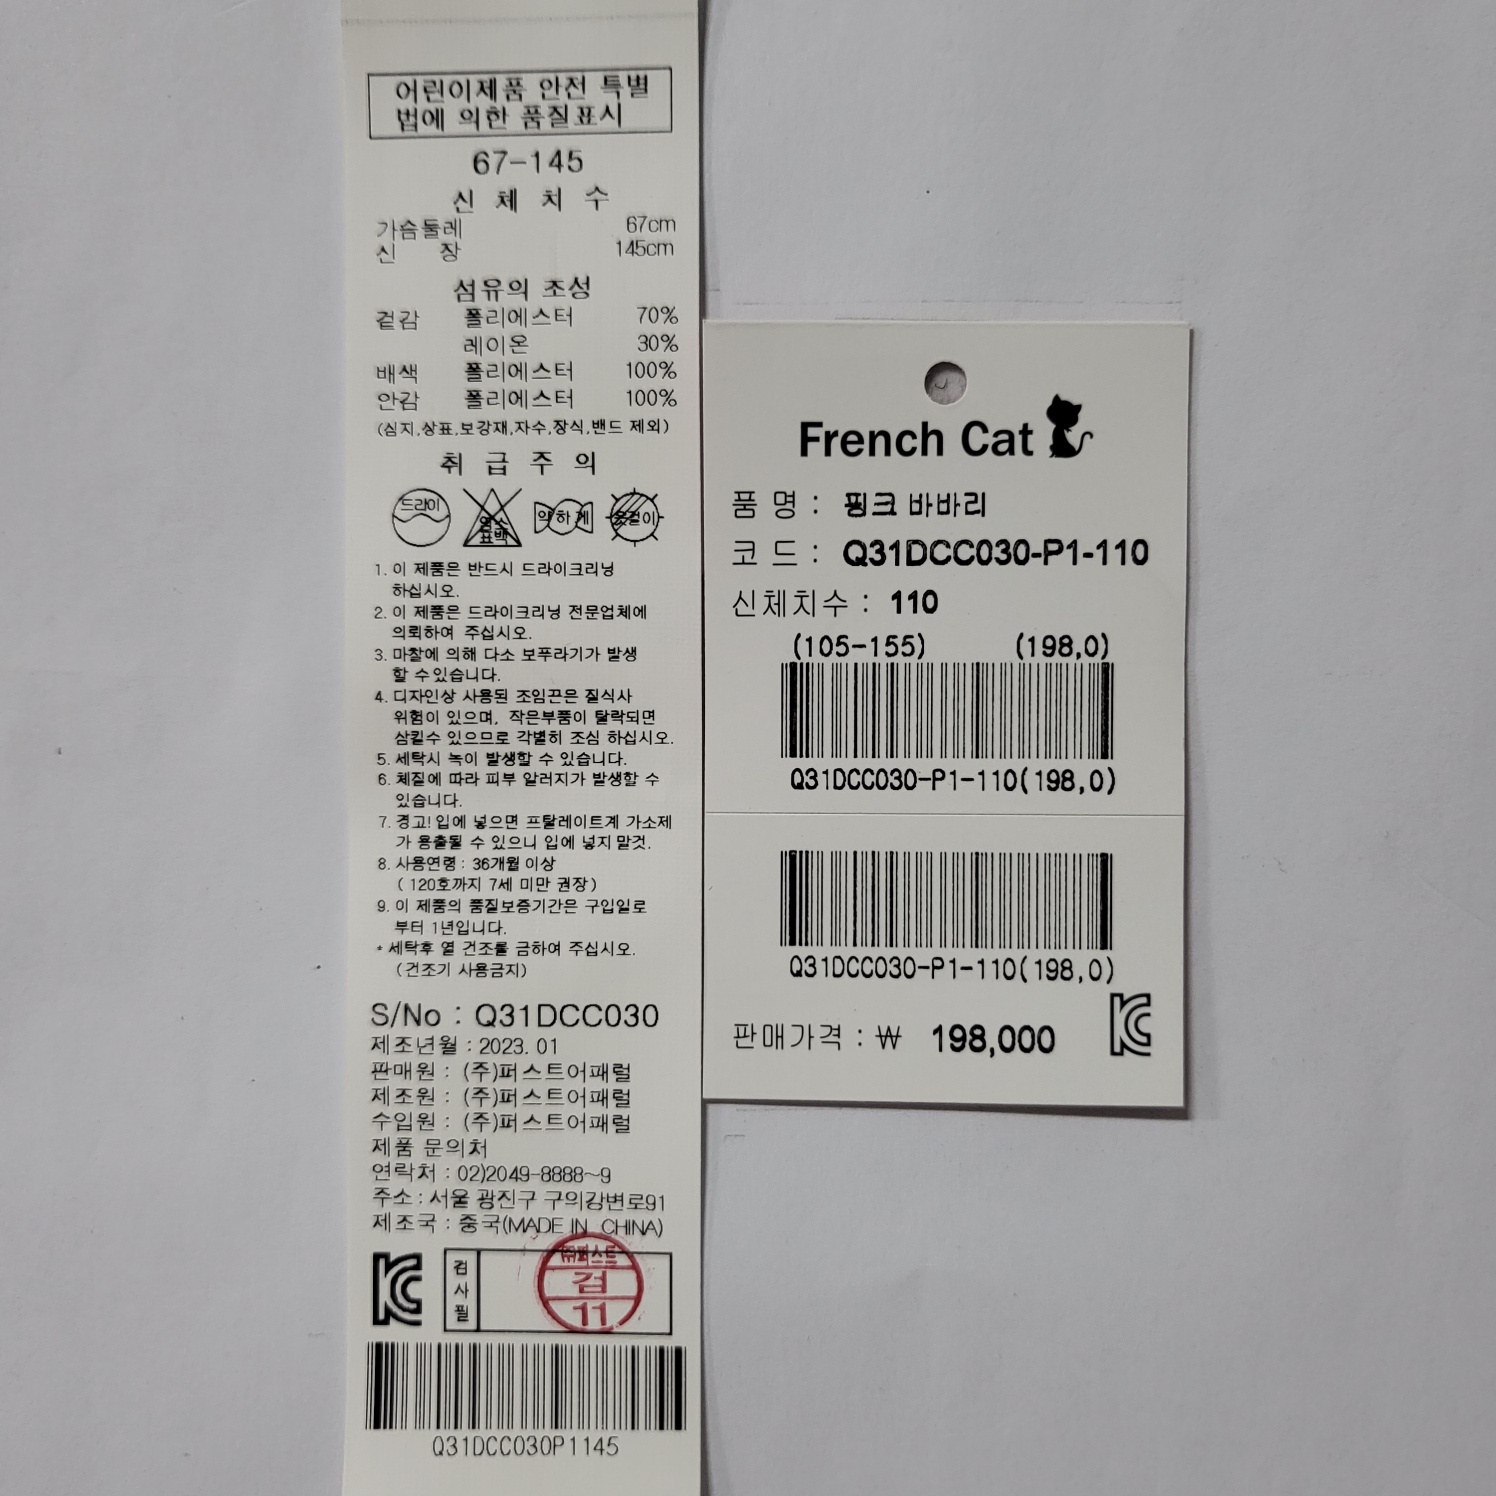 어린이제품 안전 특별
법에 의한 품질표시
67-145
신 체 치 수
가슴둘레 67cm
신 장 145cm
섬유의 조성
겉감 폴리에스터 70%
레이온 30%
배색 폴리에스터 100%
안감 폴리에스터 100%
(심지,상표,보강재,자수,장식,밴드 제외)
취 급 주 의
드라이 염소 표백 약하게 옷걸이
1. 이 제품은 반드시 드라이크리닝
하십시오.
2. 이 제품은 드라이크리닝 전문업체에
의뢰하여 주십시오.
3. 마찰에 의해 다소 보푸라기가 발생
할 수있습니다.
4. 디자인상 사용된 조임끈은 질식사
위험이 있으며, 작은부품이 탈락되면
삼킬수 있으므로 각별히 조심 하십시오.
5. 세탁시 녹이 발생할 수 있습니다.
6. 체질에 따라 피부 알러지가 발생할 수
있습니다.
7. 경고! 입에 넣으면 프탈레이트계 가소제
가 용출될 수 있으니 입에 넣지말것.
8. 사용연령 : 36개월 이상
( 120호까지 7세 미만 권장)
9. 이 제품의 품질보증기간은 구입일로
부터 1년입니다.
* 세탁후 열 건조를 금하여 주십시오.
(건조기 사용금지)
S/No : Q31DCC030
제조년월 : 2023. 01
판매원 : (주)퍼스트어패럴
제조원 : (주)퍼스트어패럴
수입원 : (주)퍼스트어패럴
제품 문의처
연락처 : 02)2049-8888~9
주소 : 서울 광진구 구의강변로91
제조국 : 중국(MADE IN CHINA)
KC
검사필
㈜퍼스트
검
11
Q31DCC030P1145
French Cat
품 명 : 핑크 바바리
코 드 : Q31DCC030-P1-110
신체치수 : 110
(105-155) (198,0)
Q31DCC030-P1-110(198,0)
Q31DCC030-P1-110(198,0)
판매가격 : ₩ 198,000
KC